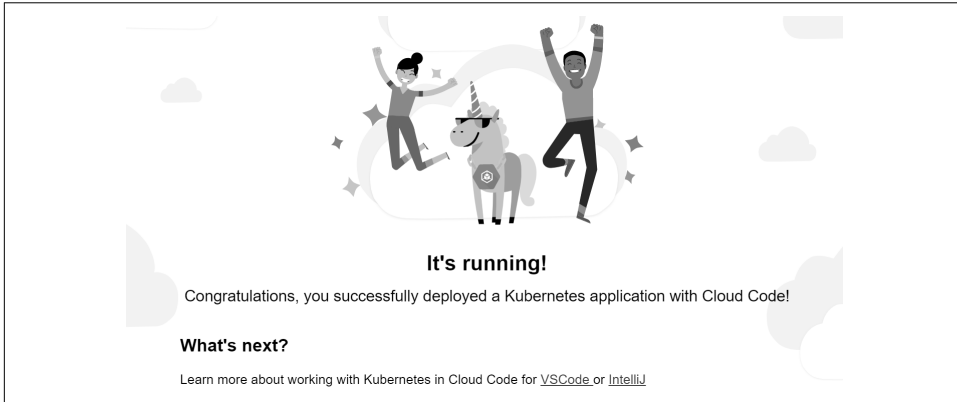 It's running!
Congratulations, you successfully deployed a Kubernetes application with Cloud Code!
What's next?
Learn more about working with Kubernetes in Cloud Code for VSCode or IntelliJ